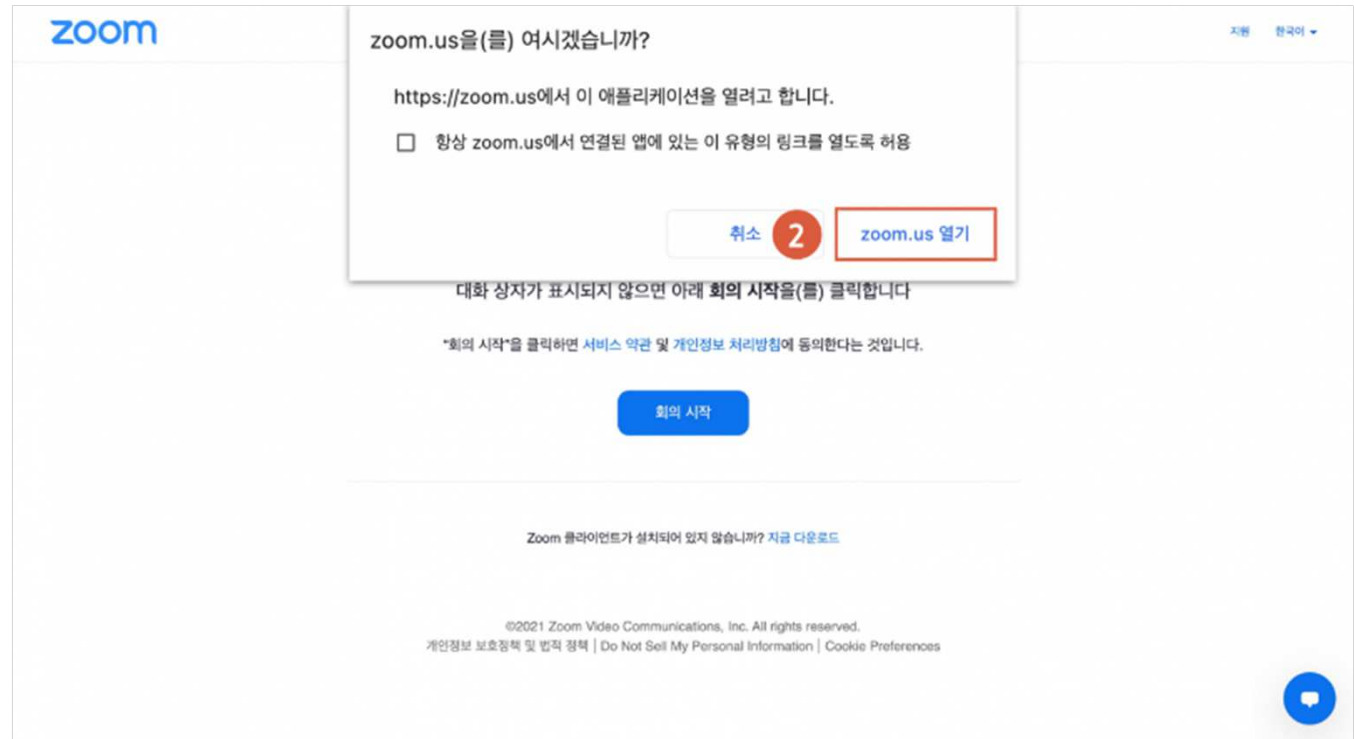 zoom
지원 한국어
zoom.us을(를) 여시겠습니까?
https://zoom.us에서 이 애플리케이션을 열려고 합니다.
항상 zoom.us에서 연결된 앱에 있는 이 유형의 링크를 열도록 허용
취소 2 zoom.us 열기
대화 상자가 표시되지 않으면 아래 회의 시작을(를) 클릭합니다
"회의 시작"을 클릭하면 서비스 약관 및 개인정보 처리방침에 동의한다는 것입니다.
회의 시작
Zoom 클라이언트가 설치되어 있지 않습니까? 지금 다운로드
©2021 Zoom Video Communications, Inc. All rights reserved.
개인정보 보호정책 및 법적 정책 | Do Not Sell My Personal Information | Cookie Preferences